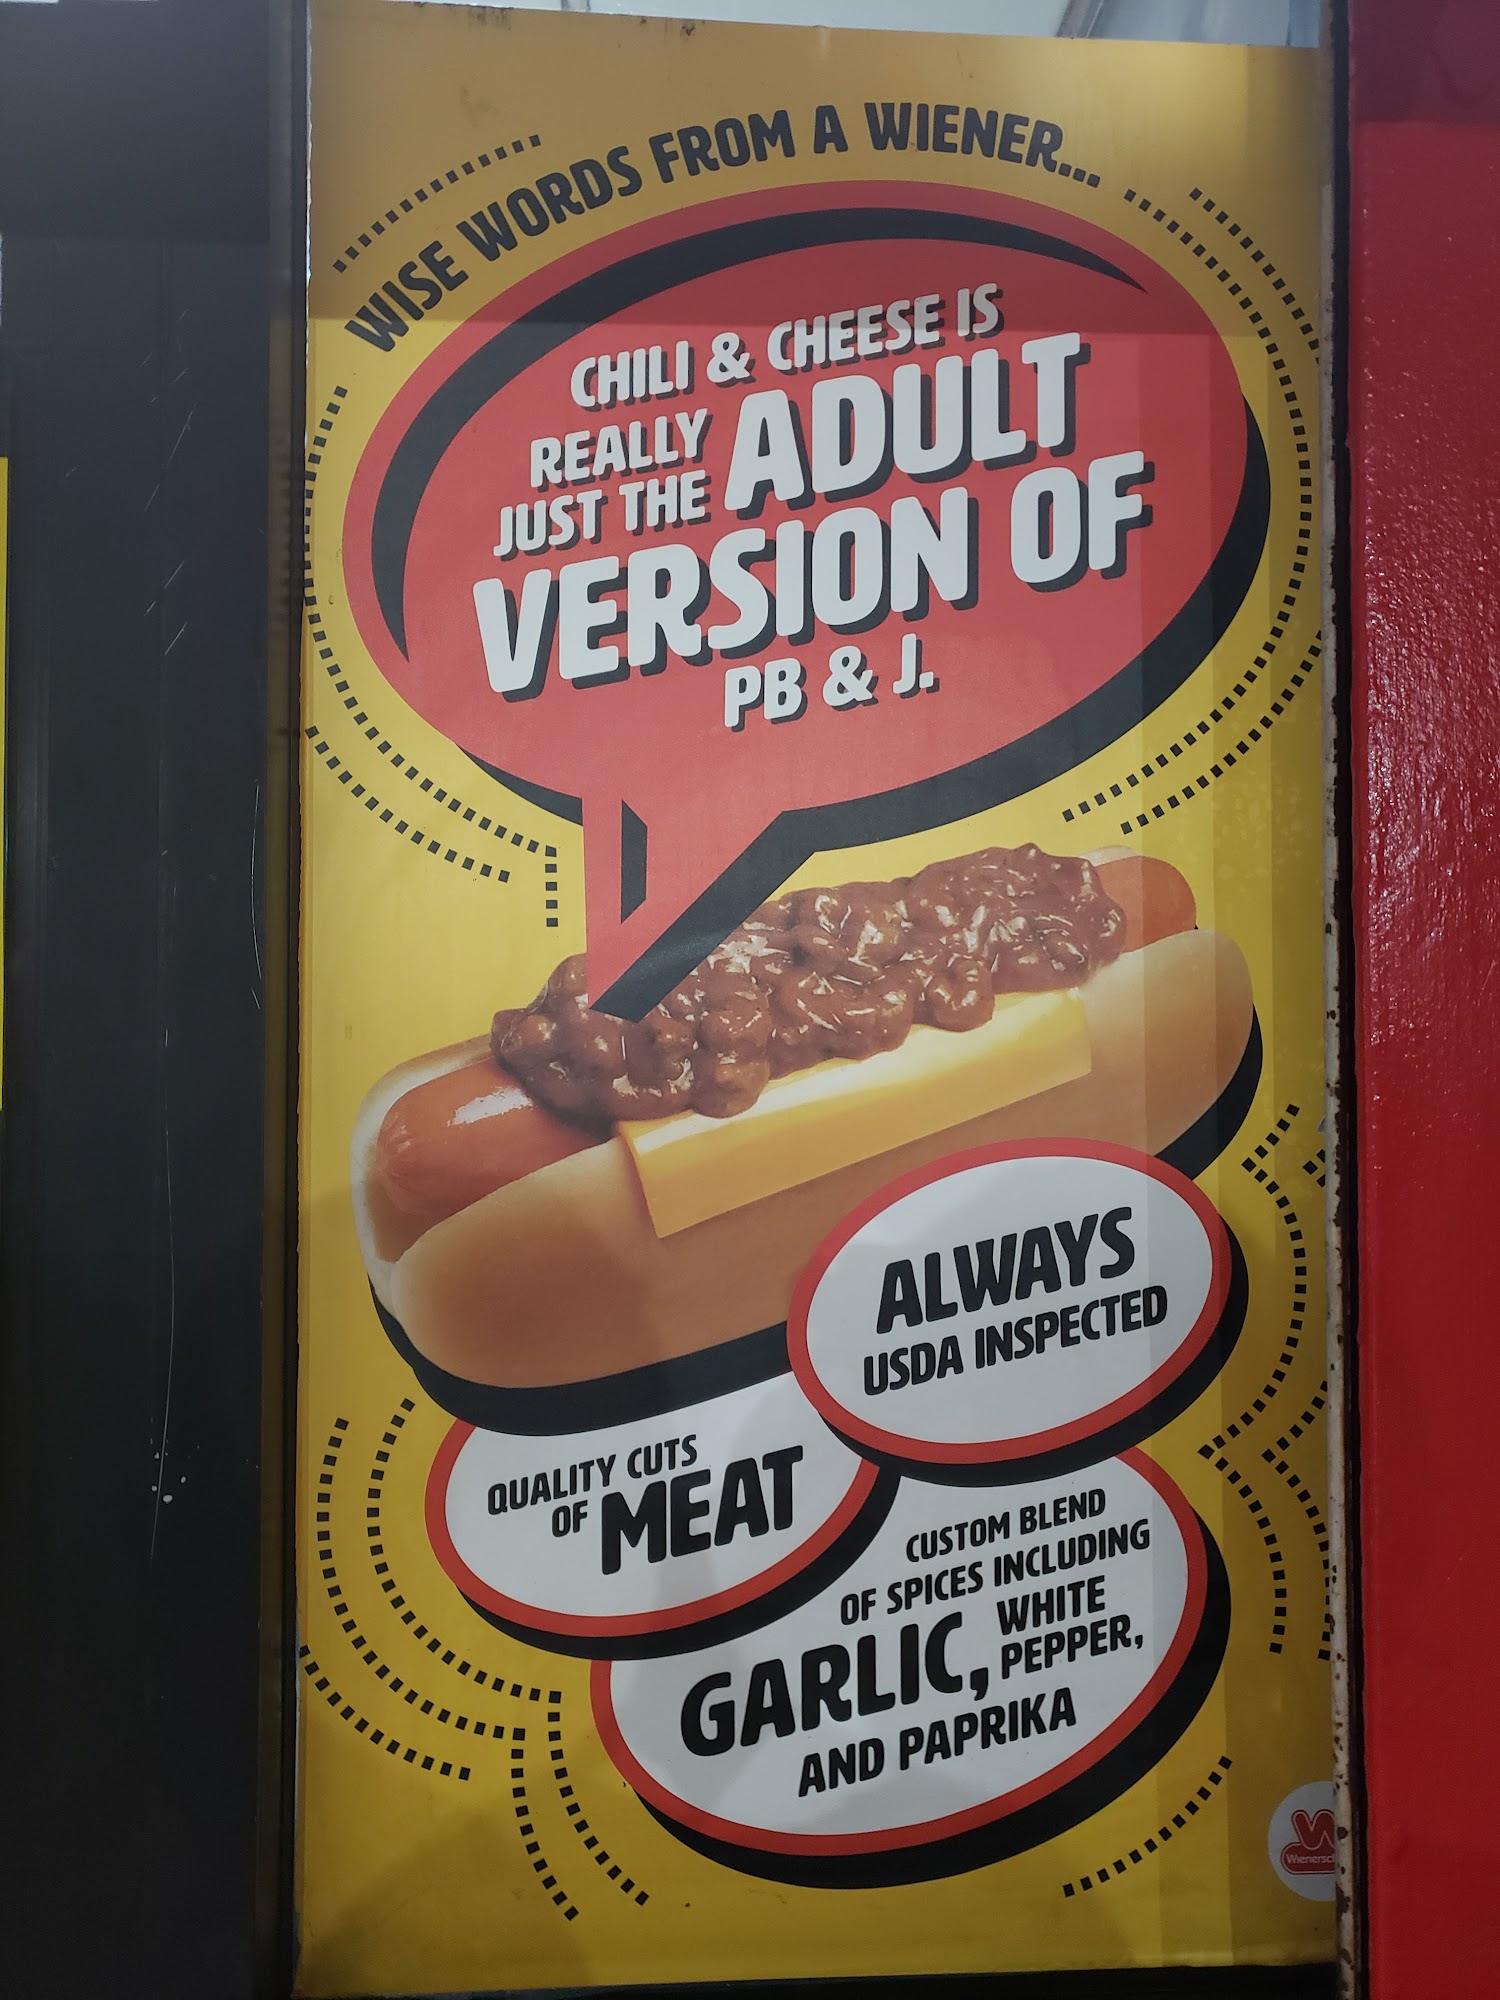 WISE WORDS FROM A WIENER...
CHILI & CHEESE IS
REALLY
JUST THE ADULT
VERSION OF
PB & J.
ALWAYS
USDA INSPECTED
QUALITY CUTS
OF MEAT
CUSTOM BLEND
OF SPICES INCLUDING
GARLIC, WHITE
PEPPER,
AND PAPRIKA
W